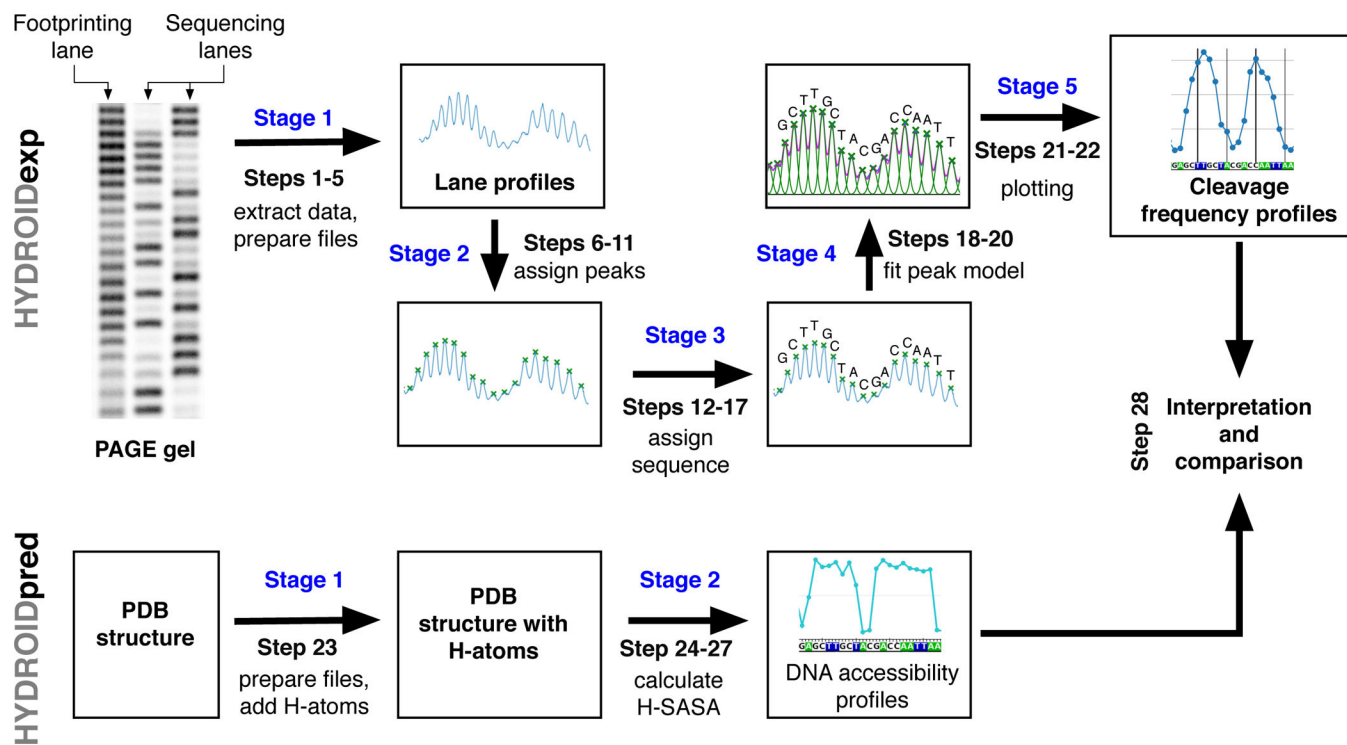 Footprinting
lane
Sequencing
lanes
HYDROIDexp
PAGE gel
Stage 1
Steps 1-5
extract data,
prepare files
Lane profiles
Stage 2
Steps 6-11
assign peaks
Stage 3
Steps 12-17
assign
sequence
G C T T G C T A C G A C C A A T T
Stage 4
Steps 18-20
fit peak model
G C T T G C T A C G A C C A A T T
Stage 5
Steps 21-22
plotting
GAGCTTGCTACGACCAATTAA
Cleavage
frequency profiles
Step 28
Interpretation
and
comparison
HYDROIDpred
PDB
structure
Stage 1
Step 23
prepare files,
add H-atoms
PDB
structure with
H-atoms
Stage 2
Step 24-27
calculate
H-SASA
GAGCTTGCTACGACCAATTAA
DNA accessibility
profiles